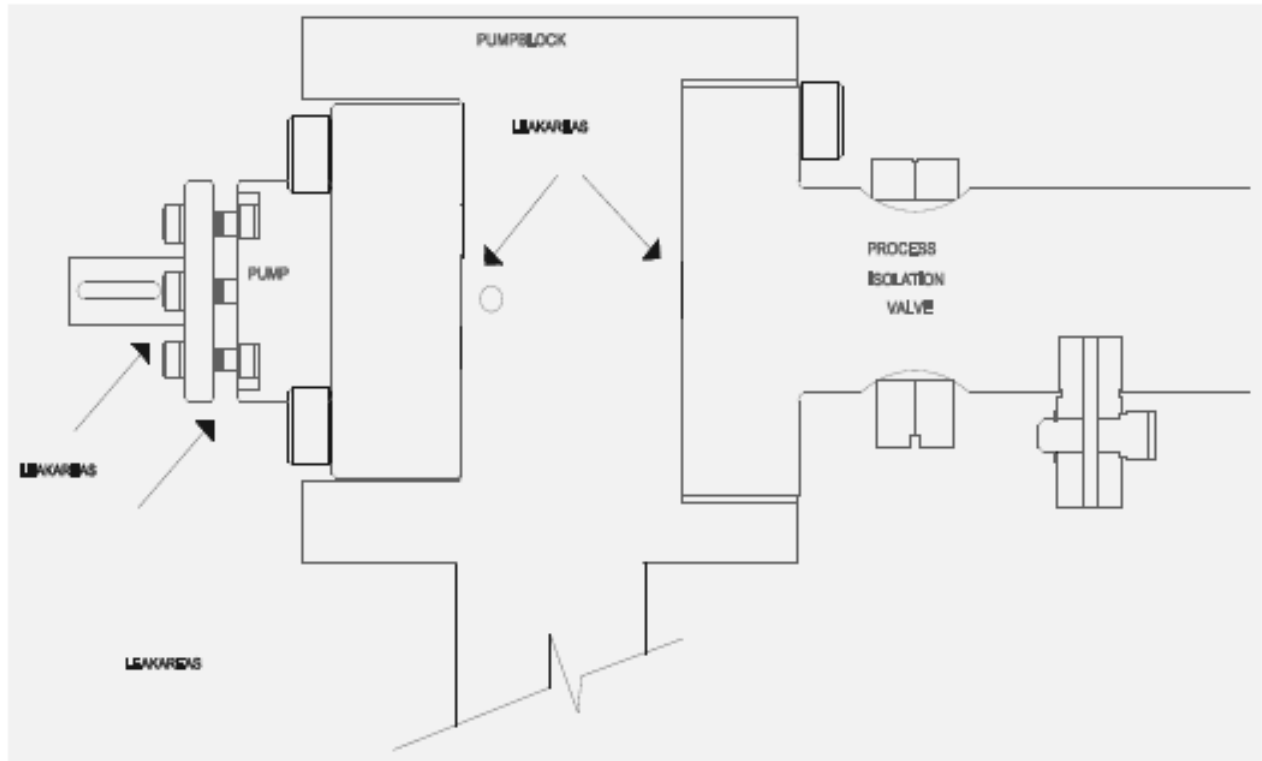 PUMPBLOCK
LEAKAREAS
PROCESS
ISOLATION
VALVE
PUMP
LEAKAREAS
LEAKAREAS